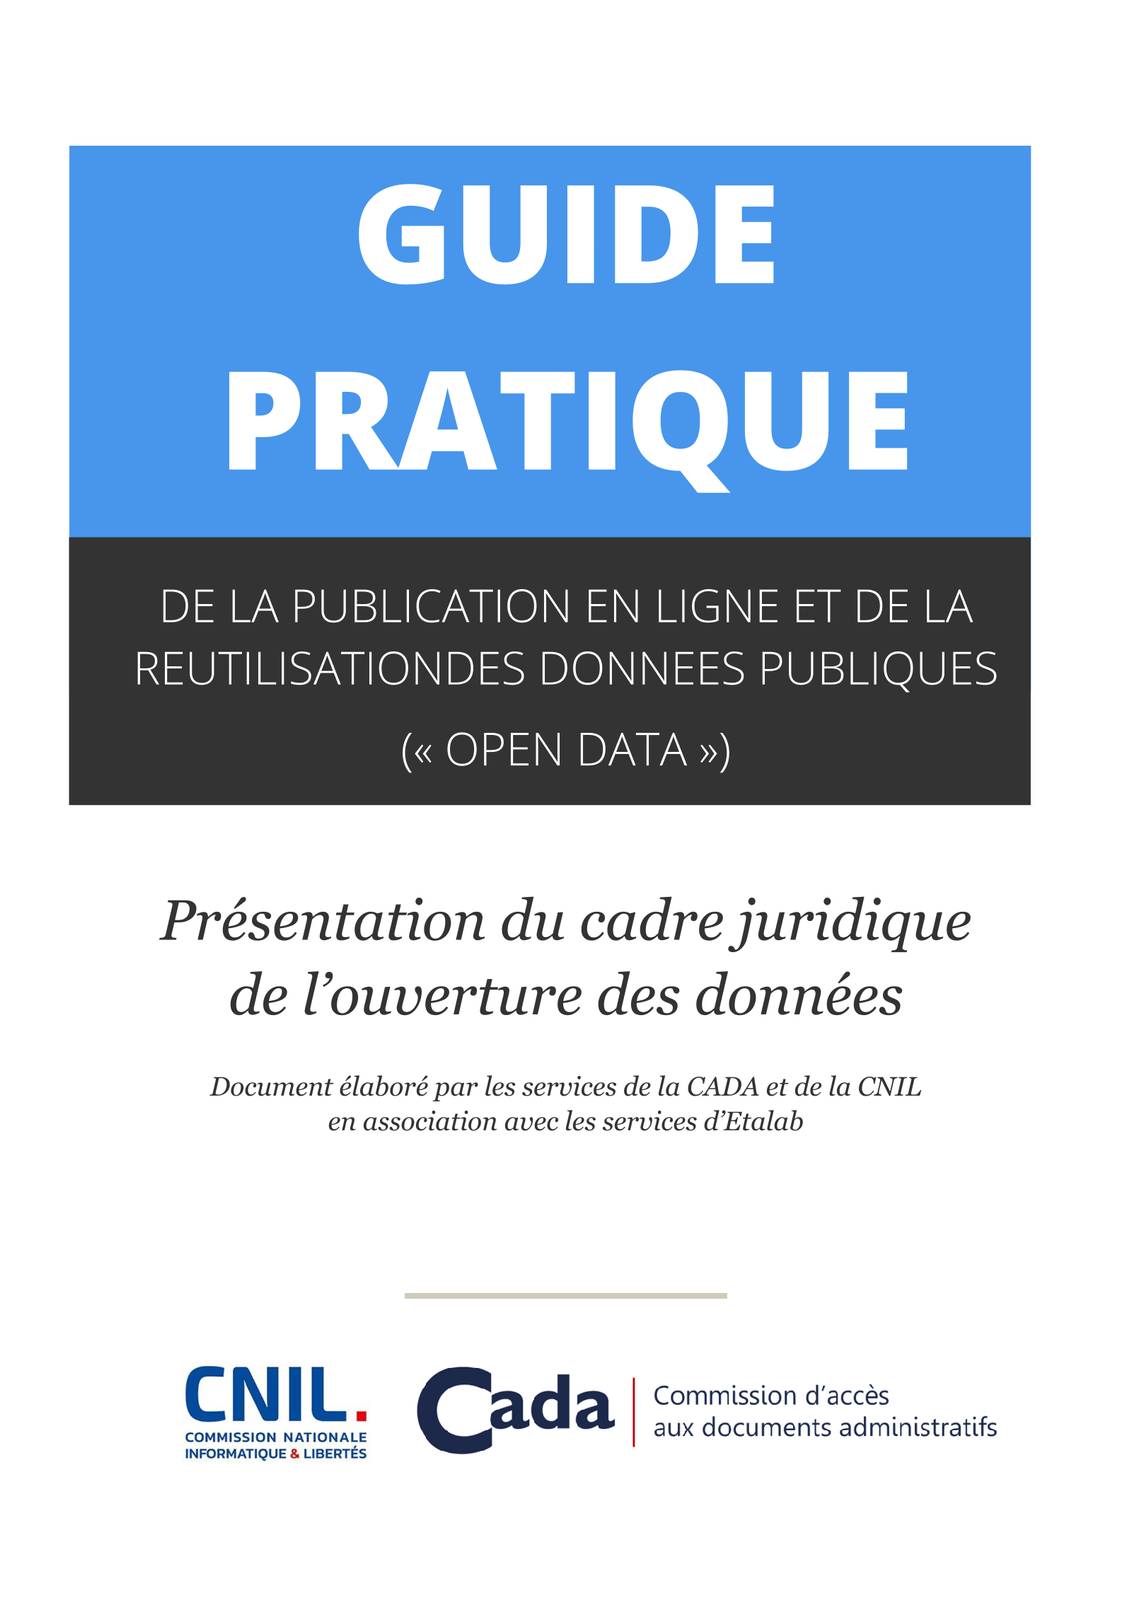 GUIDE
PRATIQUE
DE LA PUBLICATION EN LIGNE ET DE LA
REUTILISATIONDES DONNEES PUBLIQUES
(« OPEN DATA »)
Présentation du cadre juridique
de l’ouverture des données
Document élaboré par les services de la CADA et de la CNIL
en association avec les services d’Etalab
CNIL.
COMMISSION NATIONALE
INFORMATIQUE & LIBERTÉS
Cada
Commission d’accès
aux documents administratifs